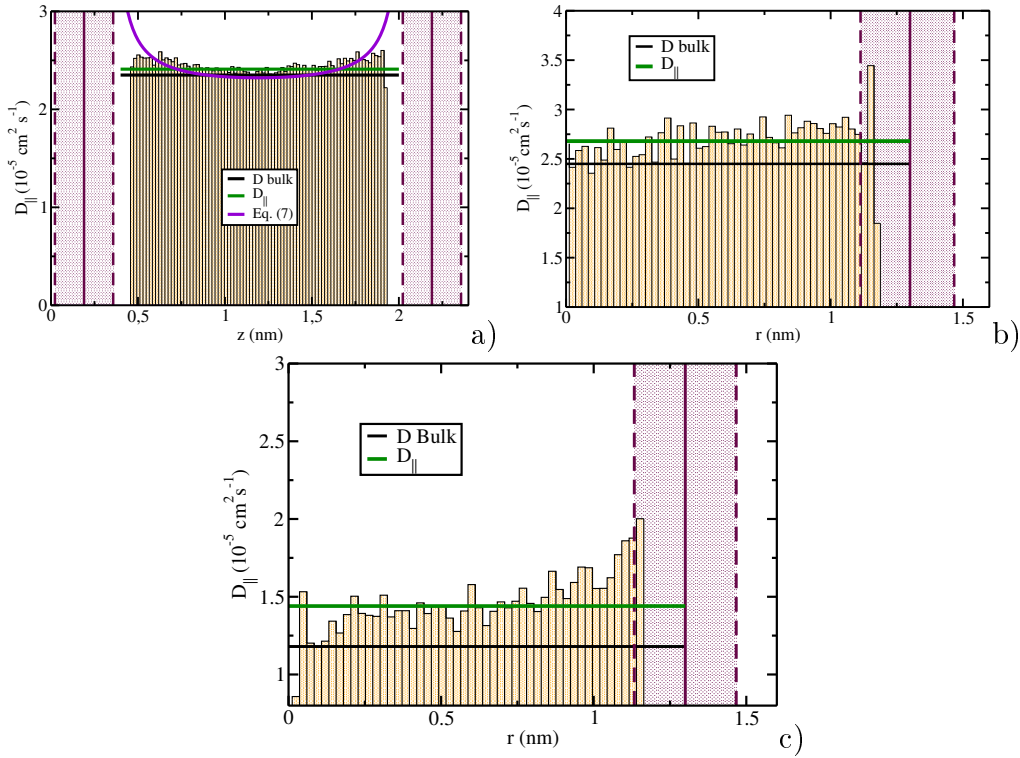 3
2
1
0
D∥ (10⁻⁵ cm² s⁻¹)
D bulk
D∥
Eq. (7)
0 0,5 1 1,5 2
z (nm)
a)
4
3.5
3
2.5
2
1.5
1
D∥ (10⁻⁵ cm² s⁻¹)
D bulk
D∥
0 0.5 1 1.5
r (nm)
b)
3
2.5
2
1.5
1
D∥ (10⁻⁵ cm² s⁻¹)
D Bulk
D∥
0 0.5 1 1.5
r (nm)
c)